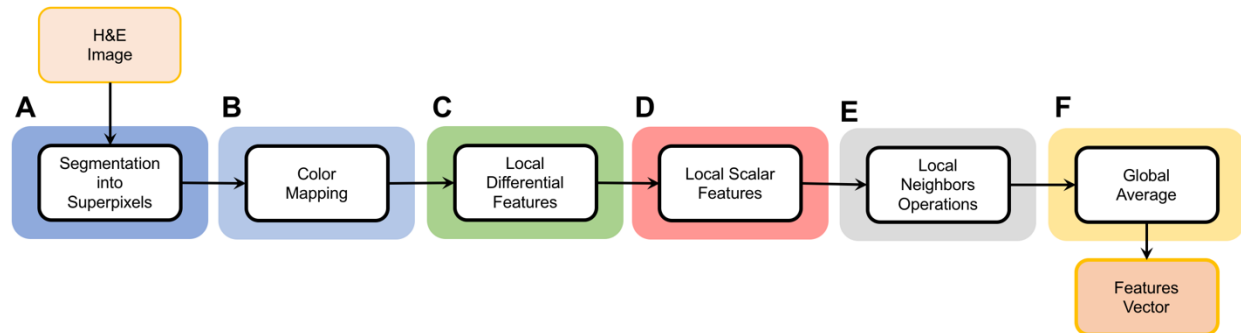 H&E
Image
A
B
C
D
E
F
Segmentation
into
Superpixels
Color
Mapping
Local
Differential
Features
Local Scalar
Features
Local
Neighbors
Operations
Global
Average
Features
Vector